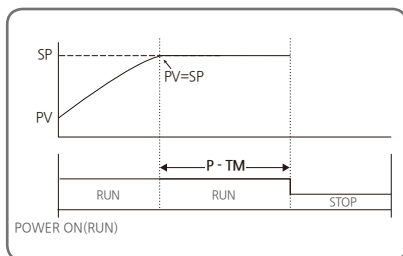 SP
PV=SP
PV
P - TM
RUN
RUN
STOP
POWER ON(RUN)